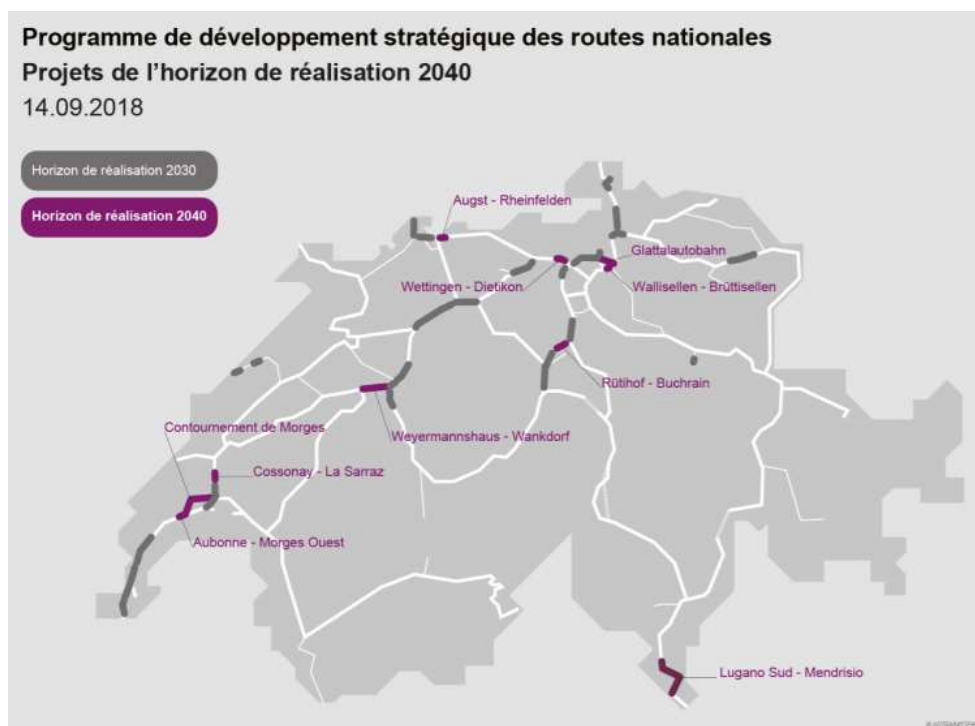 Programme de développement stratégique des routes nationales
Projets de l'horizon de réalisation 2040
14.09.2018
Horizon de réalisation 2030
Horizon de réalisation 2040
Augst - Rheinfelden
Glattalautobahn
Wettingen - Dietikon
Wallisellen - Brüttisellen
Rütihof - Buchrain
Contournement de Morges
Weyermannshaus - Wankdorf
Cossonay - La Sarraz
Aubonne - Morges Ouest
Lugano Sud - Mendrisio